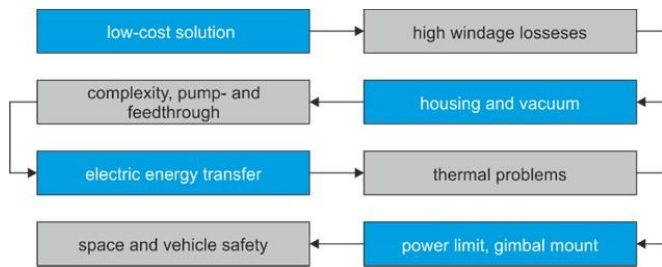 low-cost solution
high windage losseses
complexity, pump- and
feedthrough
housing and vacuum
electric energy transfer
thermal problems
space and vehicle safety
power limit, gimbal mount